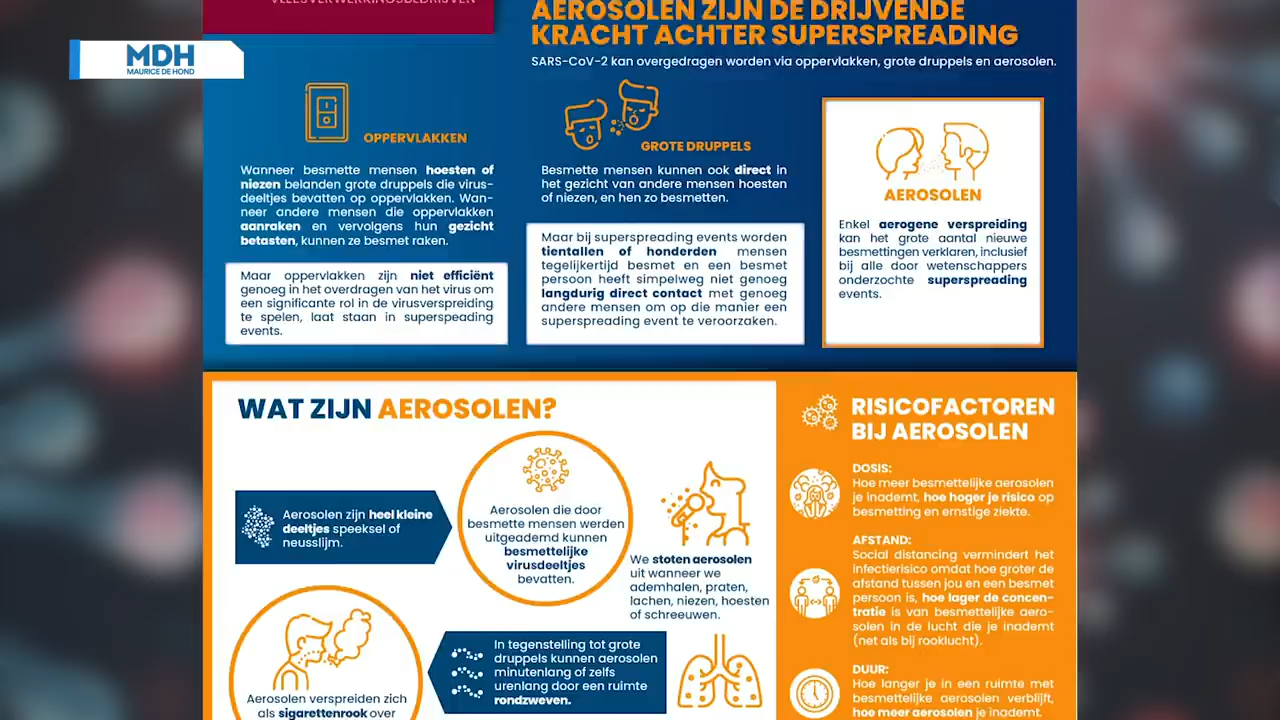 VLEESVERWERKINGSBEDRIJVEN
MDH
MAURICE DE HOND
AEROSOLEN ZIJN DE DRIJVENDE
KRACHT ACHTER SUPERSPREADING
SARS-CoV-2 kan overgedragen worden via oppervlakken, grote druppels en aerosolen.
OPPERVLAKKEN
Wanneer besmette mensen hoesten of
niezen belanden grote druppels die virus-
deeltjes bevatten op oppervlakken. Wan-
neer andere mensen die oppervlakken
aanraken en vervolgens hun gezicht
betasten, kunnen ze besmet raken.
Maar oppervlakken zijn niet efficiënt
genoeg in het overdragen van het virus om
een significante rol in de virusverspreiding
te spelen, laat staan in superspeading
events.
GROTE DRUPPELS
Besmette mensen kunnen ook direct in
het gezicht van andere mensen hoesten
of niezen, en hen zo besmetten.
Maar bij superspreading events worden
tientallen of honderden mensen
tegelijkertijd besmet en een besmet
persoon heeft simpelweg niet genoeg
langdurig direct contact met genoeg
andere mensen om op die manier een
superspreading event te veroorzaken.
AEROSOLEN
Enkel aerogene verspreiding
kan het grote aantal nieuwe
besmettingen verklaren, inclusief
bij alle door wetenschappers
onderzochte superspreading
events.
WAT ZIJN AEROSOLEN?
Aerosolen zijn heel kleine
deeltjes speeksel of
neusslijm.
Aerosolen die door
besmette mensen werden
uitgeademd kunnen
besmettelijke
virusdeeltjes
bevatten.
We stoten aerosolen
uit wanneer we
ademhalen, praten,
lachen, niezen, hoesten
of schreeuwen.
Aerosolen verspreiden zich
als sigarettenrook over
In tegenstelling tot grote
druppels kunnen aerosolen
minutenlang of zelfs
urenlang door een ruimte
rondzweven.
RISICOFACTOREN
BIJ AEROSOLEN
DOSIS:
Hoe meer besmettelijke aerosolen
je inademt, hoe hoger je risico op
besmetting en ernstige ziekte.
AFSTAND:
Social distancing vermindert het
infectierisico omdat hoe groter de
afstand tussen jou en een besmet
persoon is, hoe lager de concen-
tratie is van besmettelijke aero-
solen in de lucht die je inademt
(net als bij rooklucht).
DUUR:
Hoe langer je in een ruimte met
besmettelijke aerosolen verblijft,
hoe meer aerosolen je inademt.